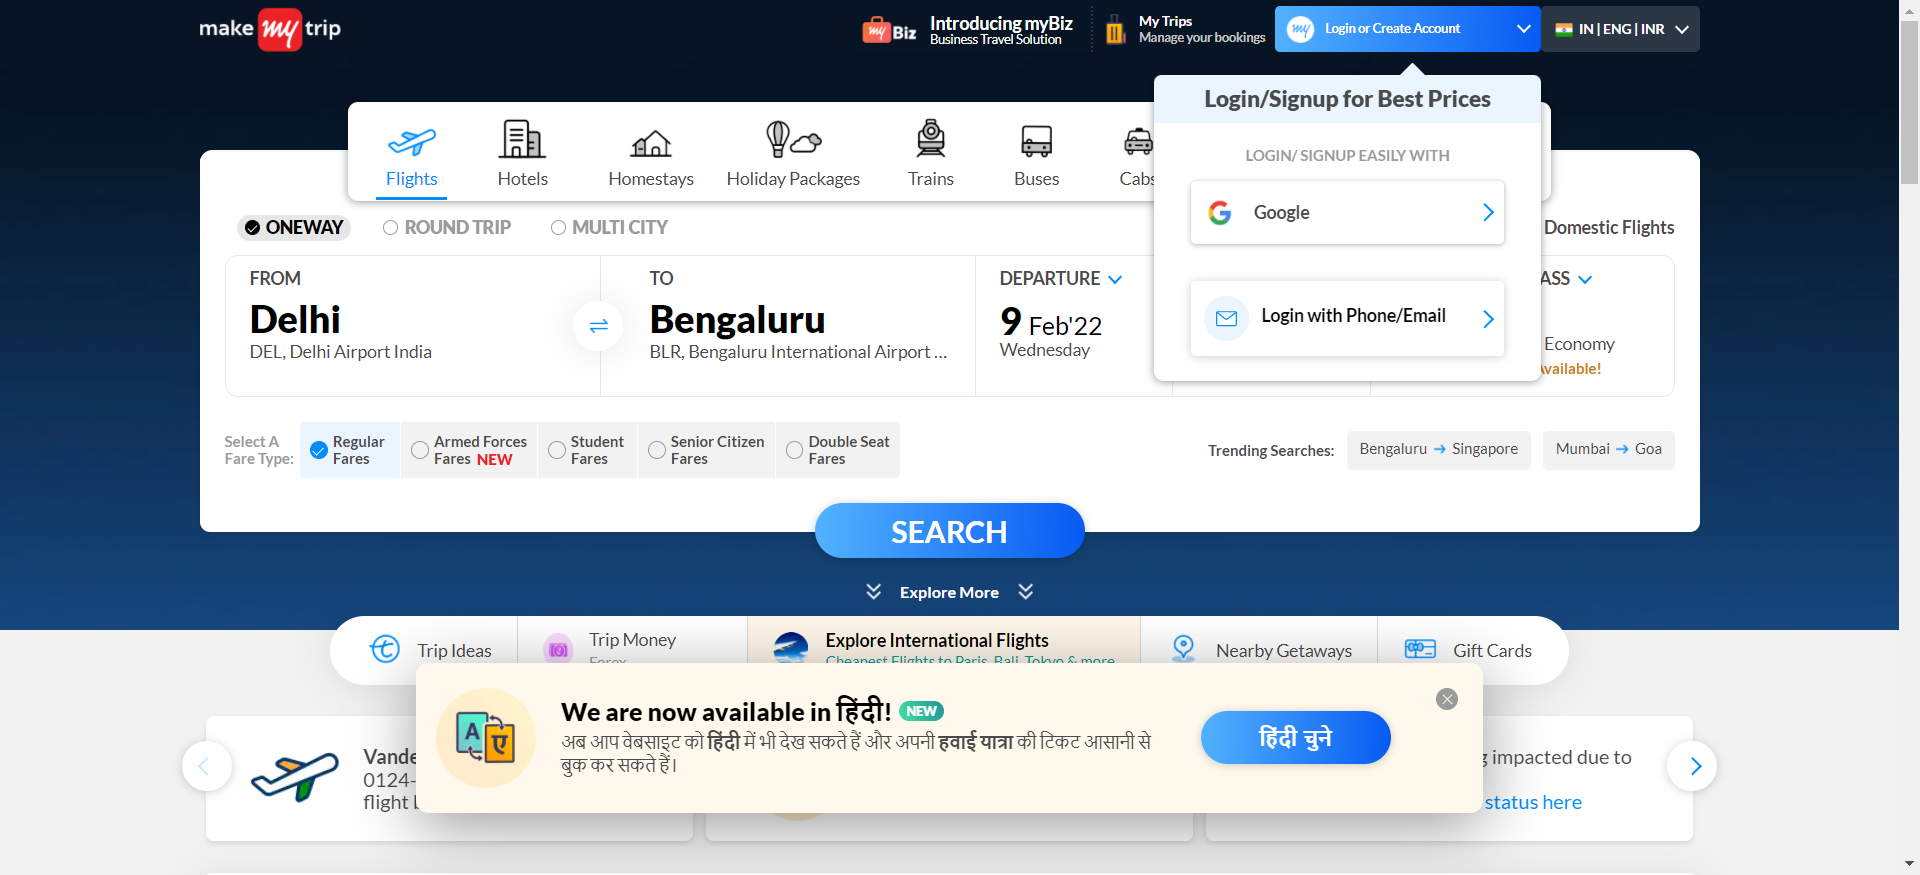 make my trip
my Biz
Introducing myBiz
Business Travel Solution
My Trips
Manage your bookings
my
Login or Create Account
IN | ENG | INR
Login/Signup for Best Prices
LOGIN/ SIGNUP EASILY WITH
Google
Login with Phone/Email
Flights
Hotels
Homestays
Holiday Packages
Trains
Buses
Cabs
ONEWAY
ROUND TRIP
MULTI CITY
Domestic Flights
FROM
Delhi
DEL, Delhi Airport India
TO
Bengaluru
BLR, Bengaluru International Airport ...
DEPARTURE
9 Feb'22
Wednesday
ASS
Economy
Available!
Select A
Fare Type:
Regular
Fares
Armed Forces
Fares NEW
Student
Fares
Senior Citizen
Fares
Double Seat
Fares
Trending Searches:
Bengaluru → Singapore
Mumbai → Goa
SEARCH
Explore More
Trip Ideas
Trip Money
Forex
Explore International Flights
Cheapest Flights to Paris, Bali, Tokyo & more
Nearby Getaways
Gift Cards
We are now available in हिंदी! NEW
अब आप वेबसाइट को हिंदी में भी देख सकते हैं और अपनी हवाई यात्रा की टिकट आसानी से
बुक कर सकते हैं।
हिंदी चुने
A
ए
Vande
0124-
flight
impacted due to
status here